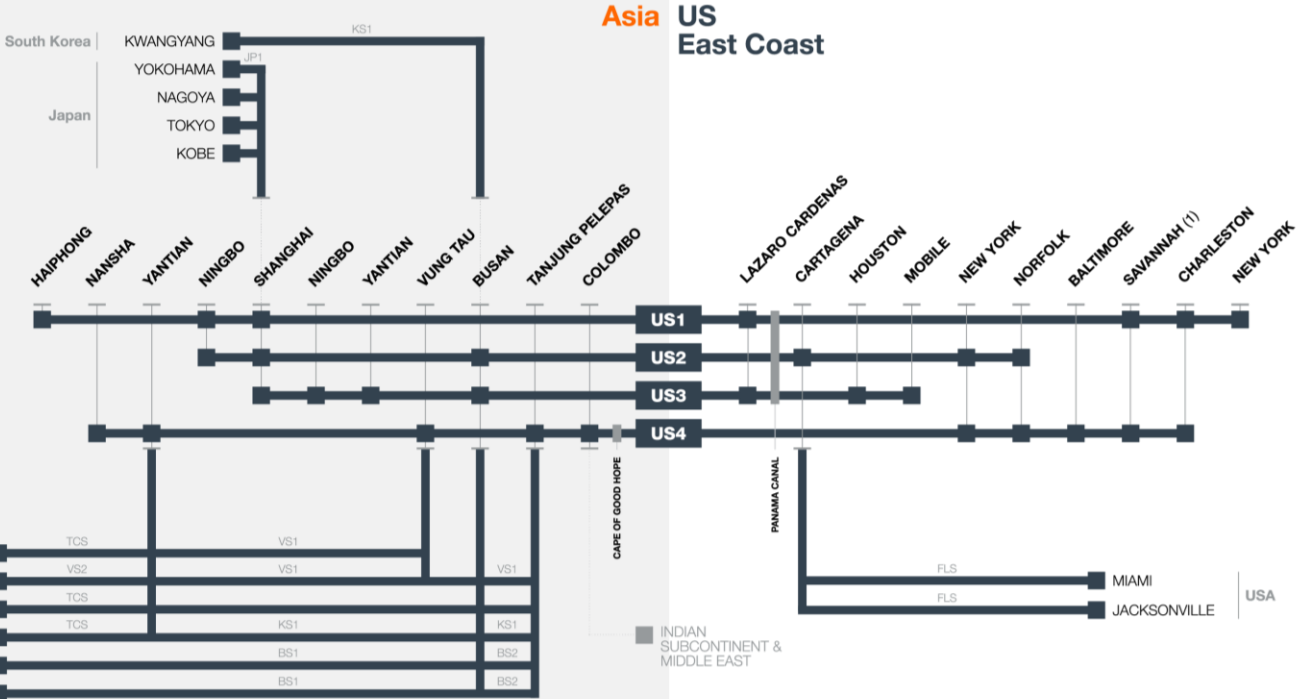 Asia US
East Coast
South Korea
KWANGYANG
KS1
JP1
YOKOHAMA
NAGOYA
Japan
TOKYO
KOBE
HAIPHONG
NANSHA
YANTIAN
NINGBO
SHANGHAI
NINGBO
YANTIAN
VUNG TAU
BUSAN
TANJUNG PELEPAS
COLOMBO
LAZARO CARDENAS
CARTAGENA
HOUSTON
MOBILE
NEW YORK
NORFOLK
BALTIMORE
SAVANNAH (1)
CHARLESTON
NEW YORK
US1
US2
US3
US4
CAPE OF GOOD HOPE
PANAMA CANAL
TCS VS1
VS2 VS1 VS1
TCS
TCS KS1 KS1
BS1 BS2
BS1 BS2
FLS
MIAMI
FLS
JACKSONVILLE
USA
INDIAN
SUBCONTINENT &
MIDDLE EAST